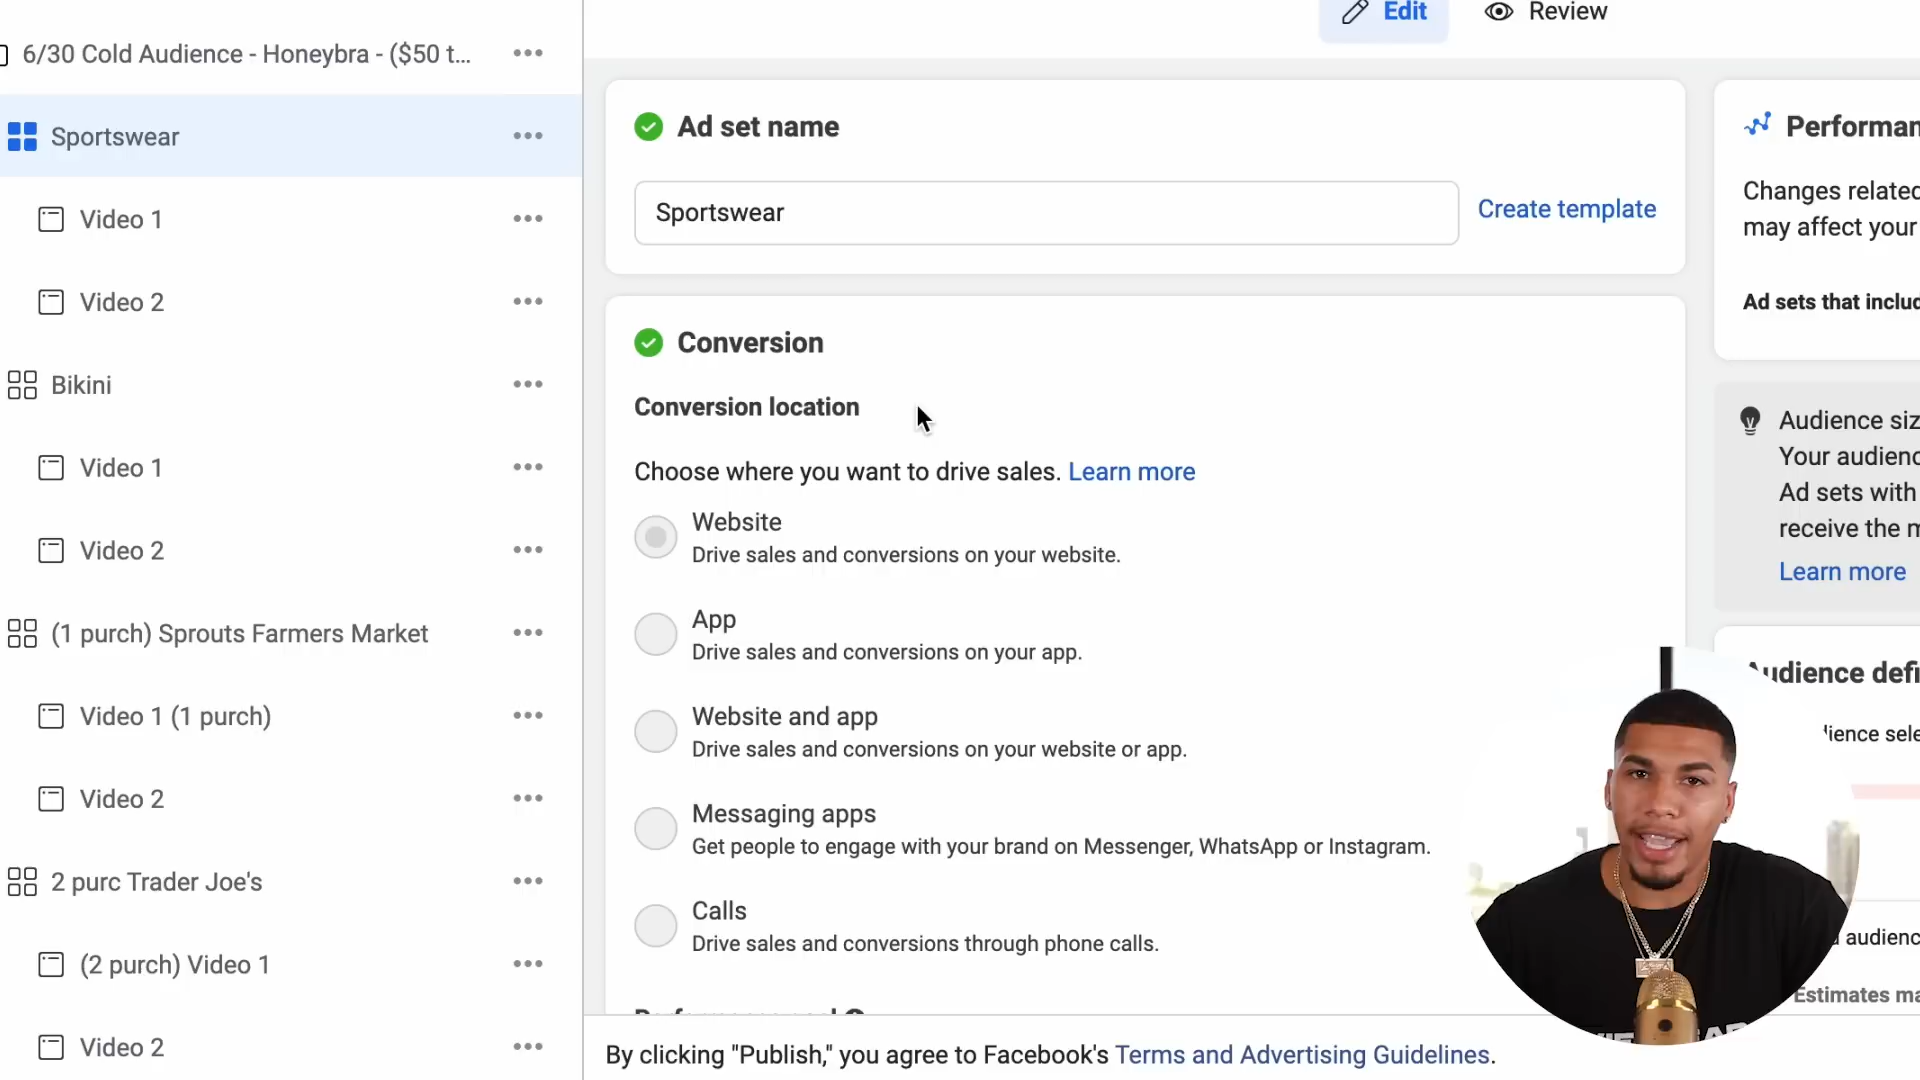 6/30 Cold Audience - Honeybra - ($50 t...
Sportswear
Video 1
Video 2
Bikini
Video 1
Video 2
(1 purch) Sprouts Farmers Market
Video 1 (1 purch)
Video 2
2 purc Trader Joe's
(2 purch) Video 1
Video 2
Edit
Review
Ad set name
Sportswear
Create template
Conversion
Conversion location
Choose where you want to drive sales. Learn more
Website
Drive sales and conversions on your website.
App
Drive sales and conversions on your app.
Website and app
Drive sales and conversions on your website or app.
Messaging apps
Get people to engage with your brand on Messenger, WhatsApp or Instagram.
Calls
Drive sales and conversions through phone calls.
By clicking "Publish," you agree to Facebook's Terms and Advertising Guidelines.
Performan
Changes related
may affect your
Ad sets that includ
Audience siz
Your audienc
Ad sets with
receive the m
Learn more
Audience defi
ience sele
audienc
Estimates ma